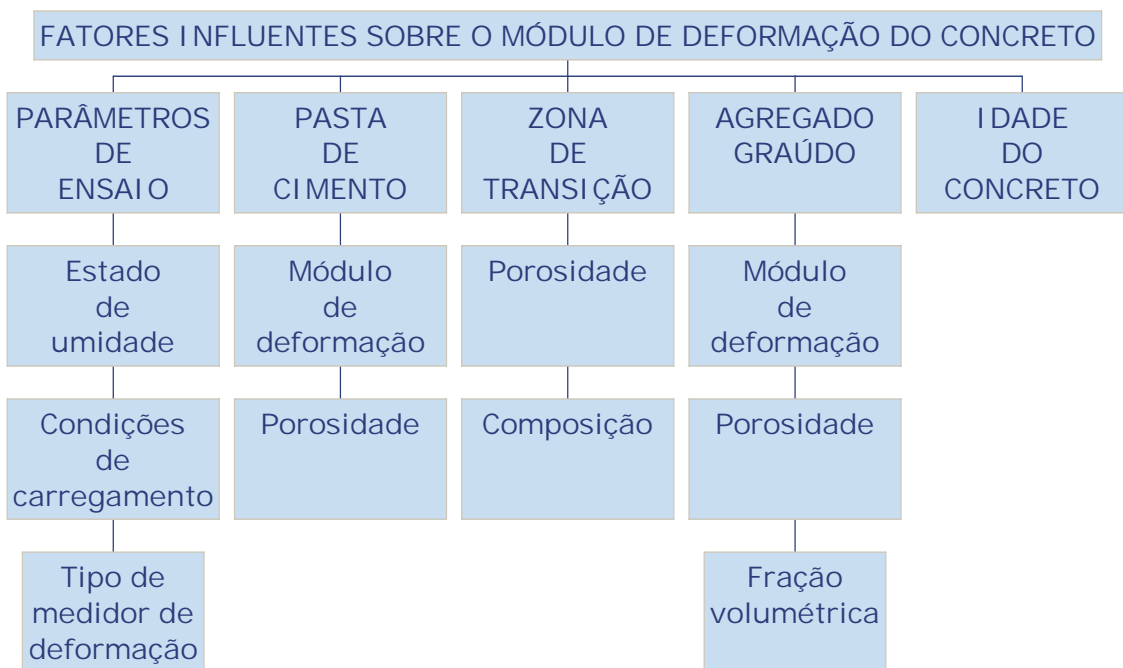 FATORES INFLUENTES SOBRE O MÓDULO DE DEFORMAÇÃO DO CONCRETO
PARÂMETROS
DE
ENSAIO
PASTA
DE
CIMENTO
ZONA
DE
TRANSIÇÃO
AGREGADO
GRAÚDO
IDADE
DO
CONCRETO
Estado
de
umidade
Módulo
de
deformação
Porosidade
Módulo
de
deformação
Condições
de
carregamento
Porosidade
Composição
Porosidade
Tipo de
medidor de
deformação
Fração
volumétrica